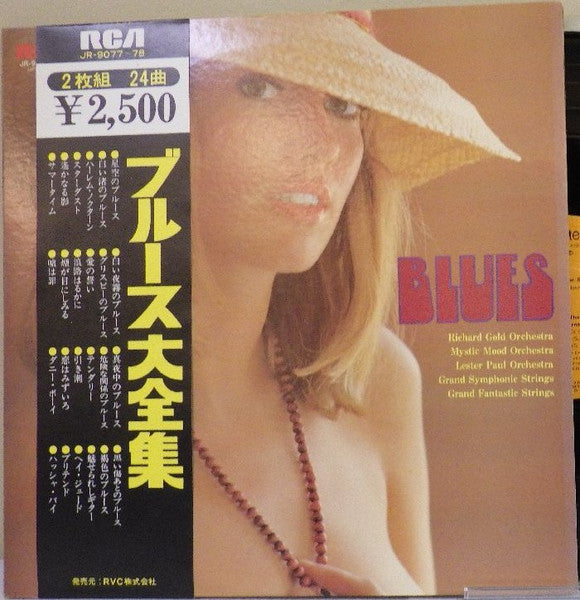 RCA
JR-9077~78
2枚組 24曲
¥2,500
ブルース大全集
●星空のブルース
●白い渚のブルース
●ハーレム・ノクターン
●スターダスト
●遥かなる影
●サマータイム
●白い夜霧のブルース
●グリスビーのブルース
●愛の誓い
●旅路はるかに
●煙が目にしみる
●嘘は罪
●真夜中のブルース
●危険な関係のブルース
●テンダリー
●引き潮
●恋はみずいろ
●ダニー・ボーイ
●黒い傷あとのブルース
●褐色のブルース
●魅せられしギター
●ヘイ・ジュード
●プリテンド
●ハッシャ・バイ
発売元:RVC株式会社
BLUES
Richard Gold Orchestra
Mystic Mood Orchestra
Lester Paul Orchestra
Grand Symphonic Strings
Grand Fantastic Strings